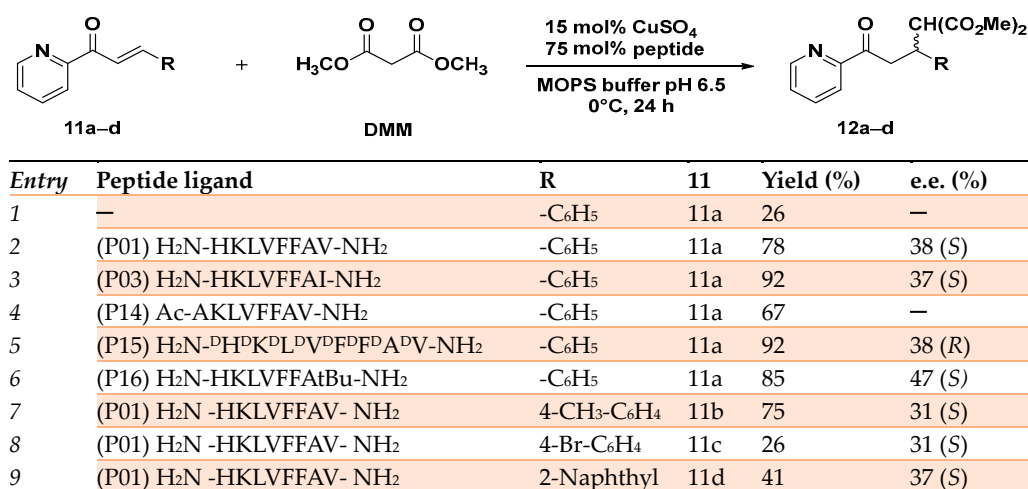 O
N
R
11a–d
+
O O
H₃CO OCH₃
DMM
15 mol% CuSO₄
75 mol% peptide
MOPS buffer pH 6.5
0°C, 24 h
O CH(CO₂Me)₂
N
R
12a–d
Entry Peptide ligand R 11 Yield (%) e.e. (%)
1 — -C₆H₅ 11a 26 —
2 (P01) H₂N-HKLVFFAV-NH₂ -C₆H₅ 11a 78 38 (S)
3 (P03) H₂N-HKLVFFAI-NH₂ -C₆H₅ 11a 92 37 (S)
4 (P14) Ac-AKLVFFAV-NH₂ -C₆H₅ 11a 67 —
5 (P15) H₂N-ᴰHᴰKᴰLᴰVᴰFᴰFᴰAᴰV-NH₂ -C₆H₅ 11a 92 38 (R)
6 (P16) H₂N-HKLVFFAtBu-NH₂ -C₆H₅ 11a 85 47 (S)
7 (P01) H₂N -HKLVFFAV- NH₂ 4-CH₃-C₆H₄ 11b 75 31 (S)
8 (P01) H₂N -HKLVFFAV- NH₂ 4-Br-C₆H₄ 11c 26 31 (S)
9 (P01) H₂N -HKLVFFAV- NH₂ 2-Naphthyl 11d 41 37 (S)